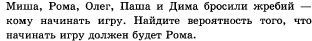 Миша, Рома, Олег, Паша и Дима бросили жребий —
кому начинать игру. Найдите вероятность того, что
начинать игру должен будет Рома.